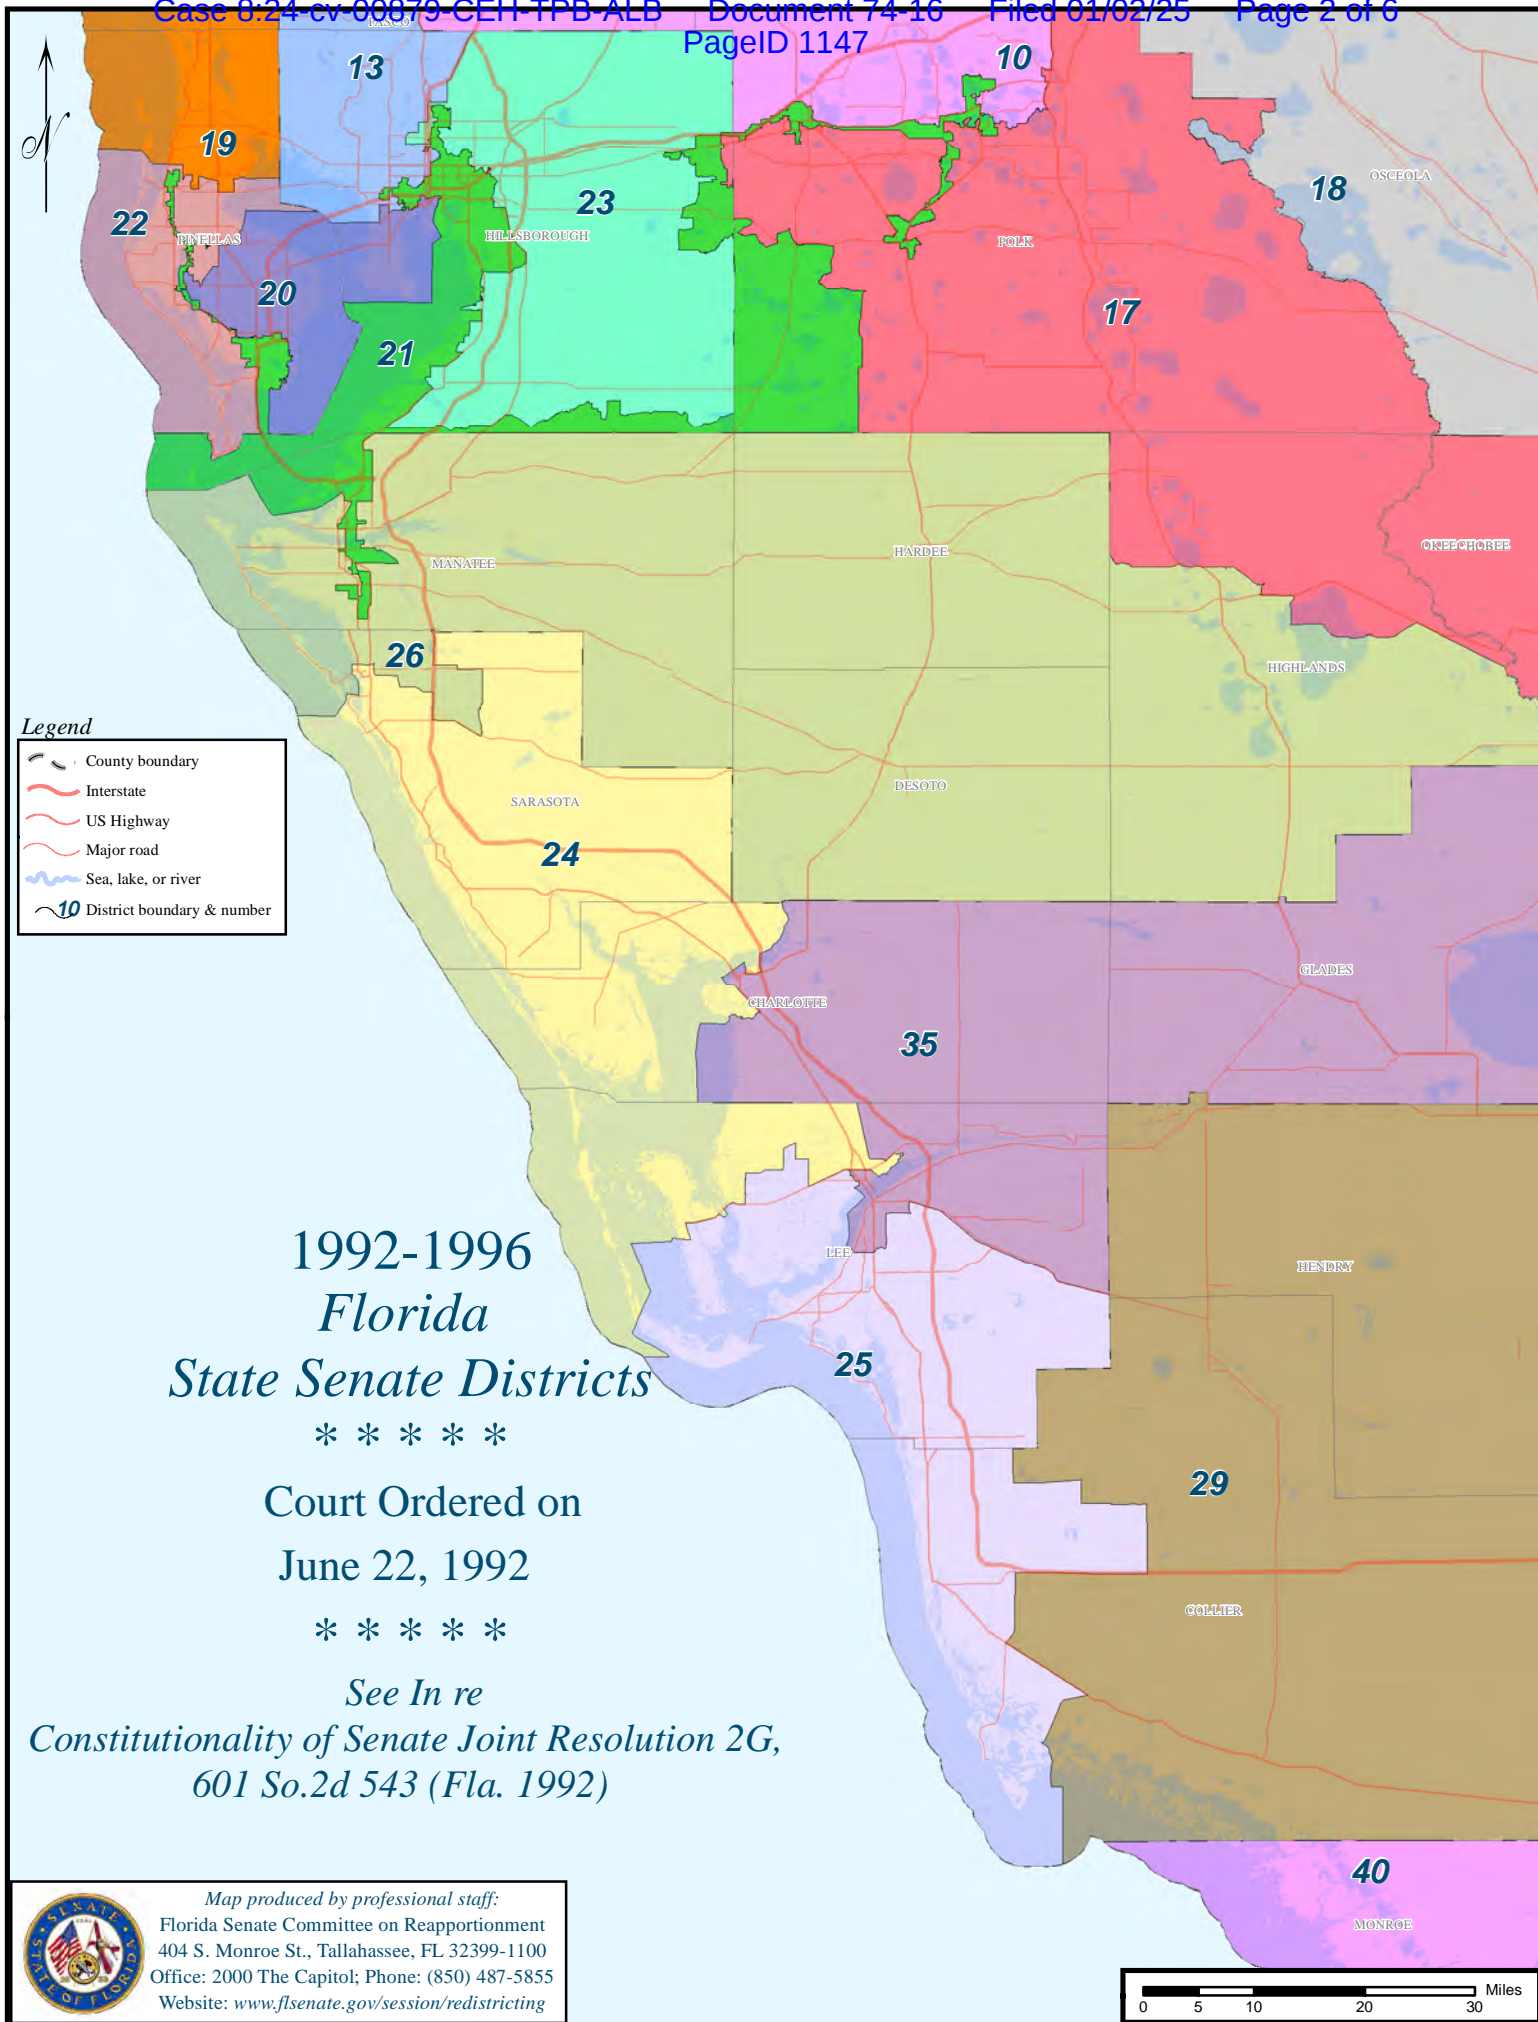 Case 8:24-cv-00879-CEH-TPB-ALB Document 74-16 Filed 01/02/25 Page 2 of 6
PageID 1147
PASCO
N
10
13
19
18
OSCEOLA
22
23
PINELLAS
HILLSBOROUGH
POLK
20
17
21
OKEECHOBEE
HARDEE
MANATEE
26
HIGHLANDS
Legend
County boundary
Interstate
US Highway
Major road
Sea, lake, or river
10 District boundary & number
DESOTO
SARASOTA
24
GLADES
CHARLOTTE
35
LEE
HENDRY
1992-1996
Florida
State Senate Districts
* * * * *
Court Ordered on
June 22, 1992
* * * * *
See In re
Constitutionality of Senate Joint Resolution 2G,
601 So.2d 543 (Fla. 1992)
25
29
COLLIER
40
MONROE
SENATE
STATE OF FLORIDA
Map produced by professional staff:
Florida Senate Committee on Reapportionment
404 S. Monroe St., Tallahassee, FL 32399-1100
Office: 2000 The Capitol; Phone: (850) 487-5855
Website: www.flsenate.gov/session/redistricting
Miles
0 5 10 20 30